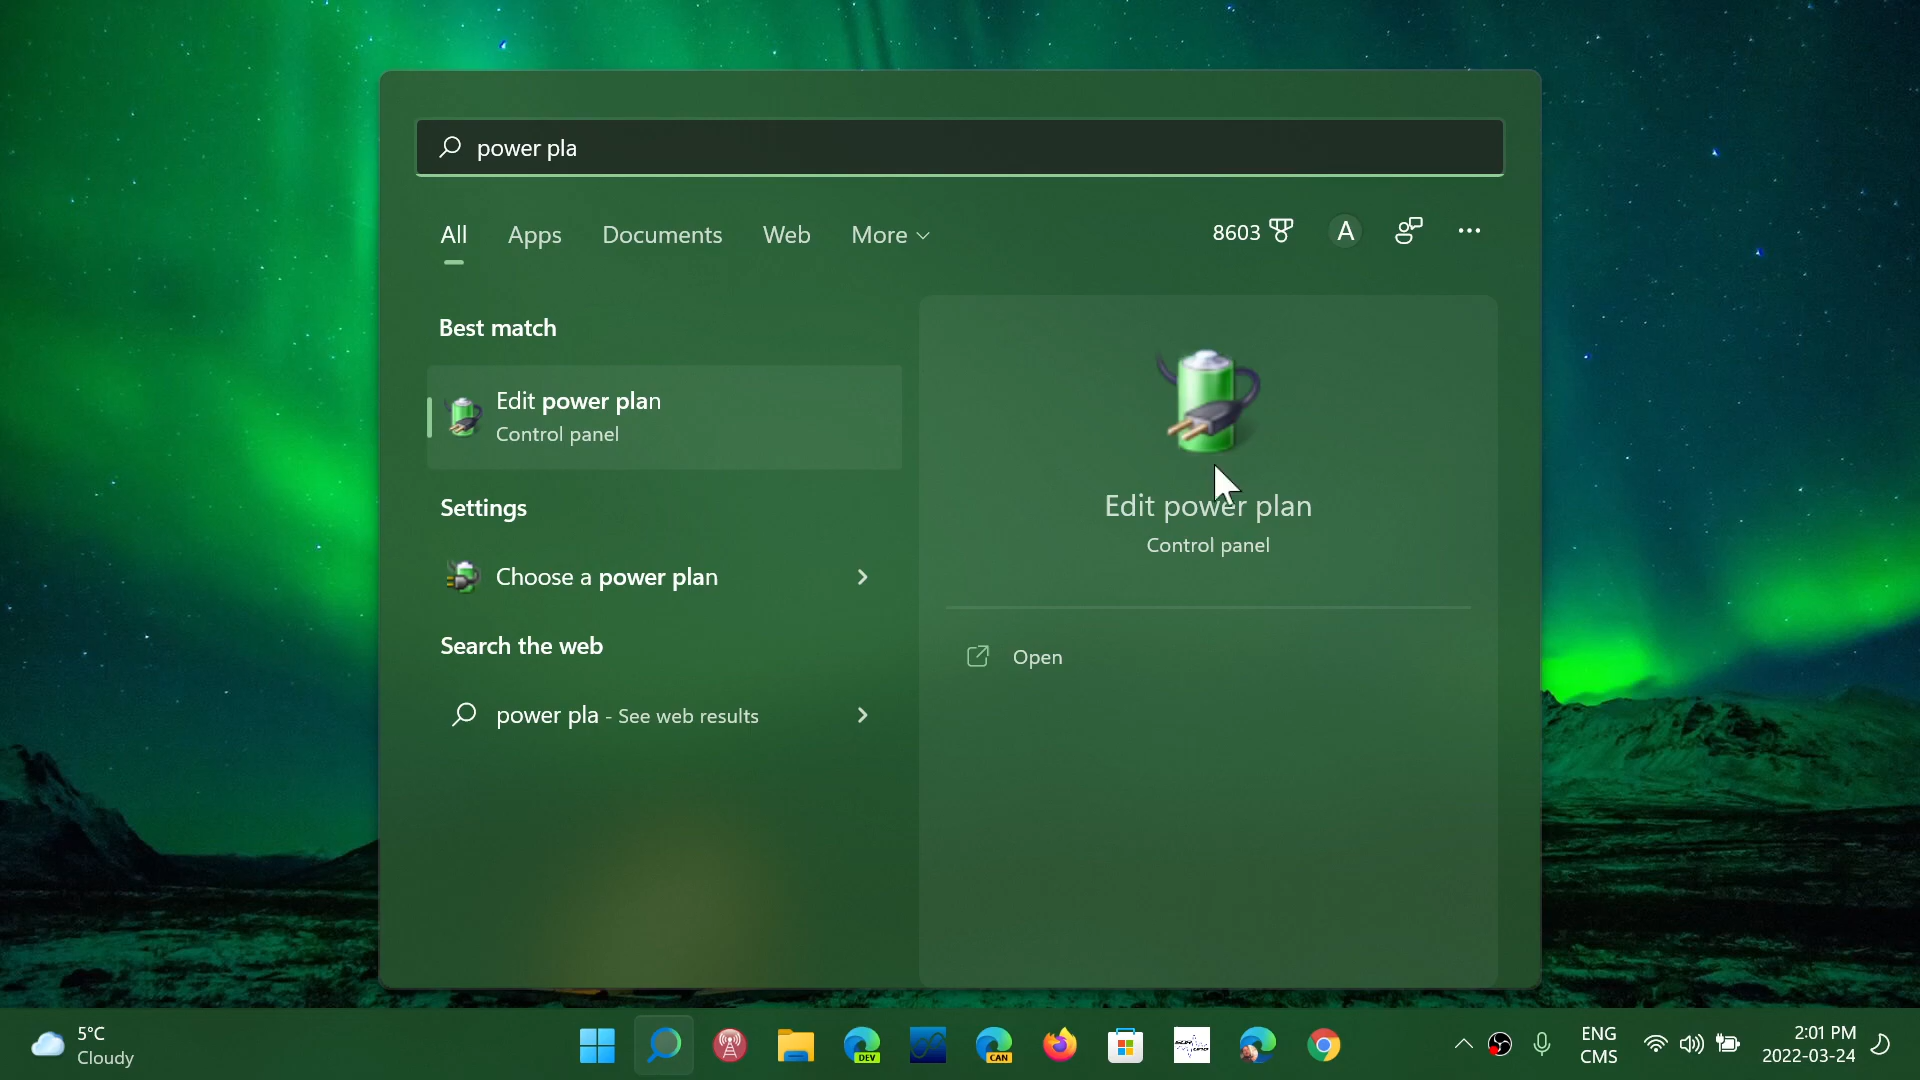 power pla
All Apps Documents Web More 8603 A
Best match
Edit power plan
Control panel
Settings
Choose a power plan
Search the web
power pla - See web results
Edit power plan
Control panel
Open
5°C
Cloudy
DEV
CAN
ENG
CMS
2:01 PM
2022-03-24